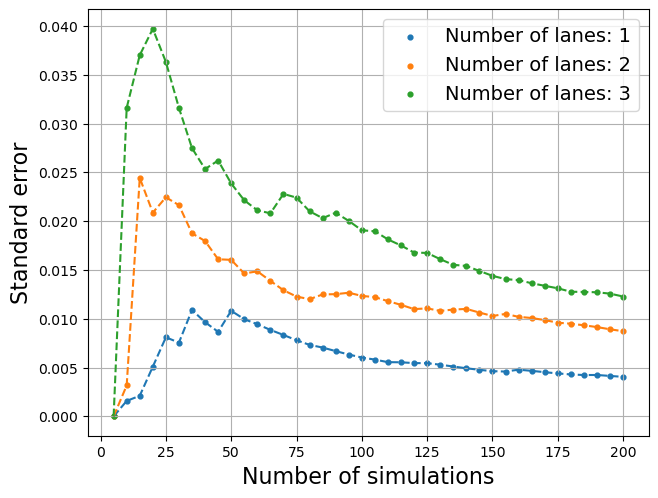 0.040
0.035
0.030
0.025
0.020
0.015
0.010
0.005
0.000
Standard error
Number of lanes: 1
Number of lanes: 2
Number of lanes: 3
0 25 50 75 100 125 150 175 200
Number of simulations